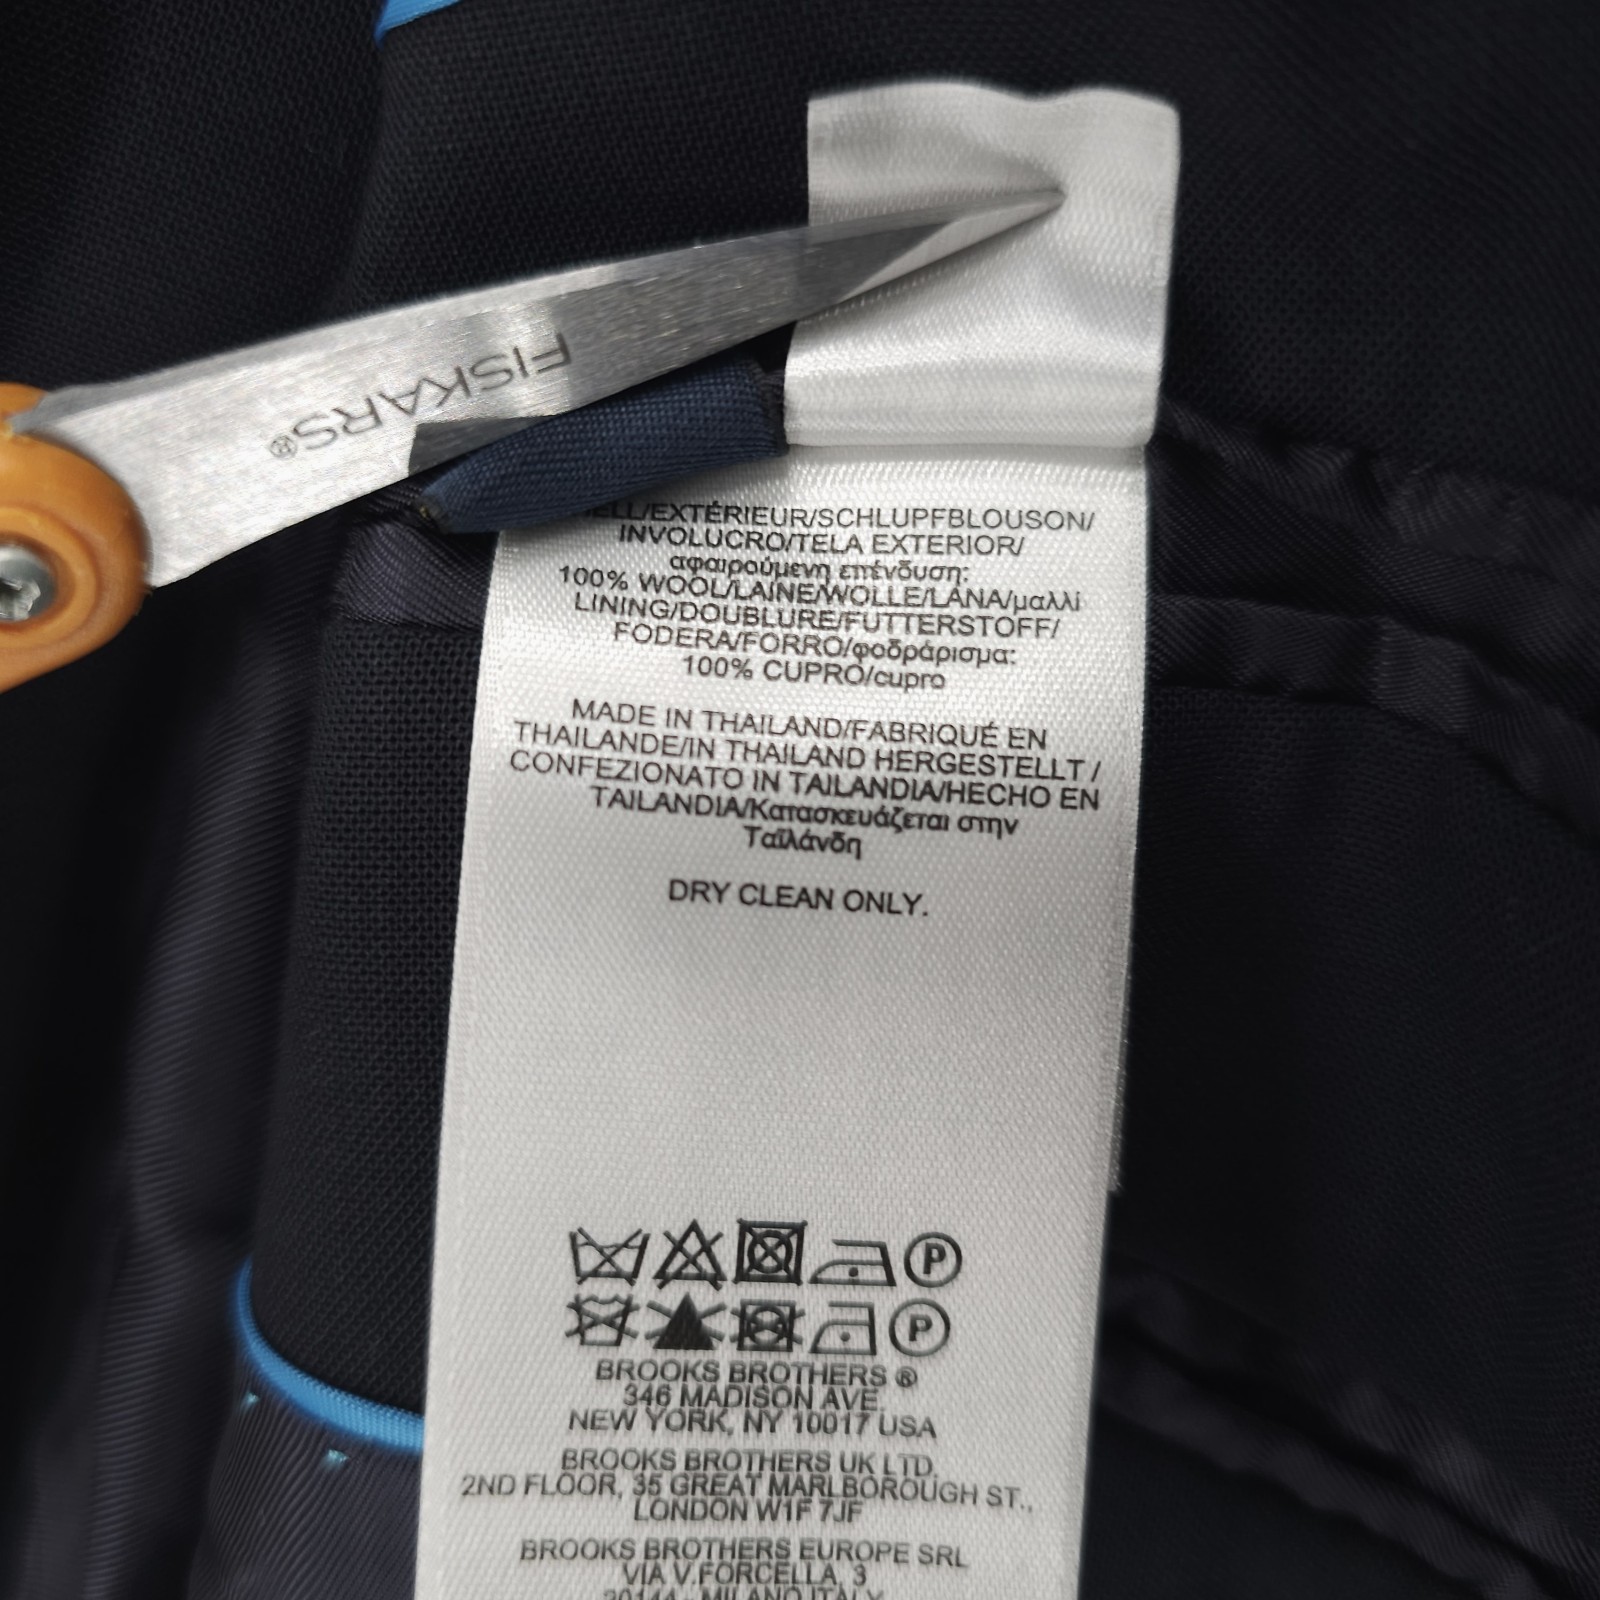 FISKARS®
/EXTÉRIEUR/SCHLUPFBLOUSON/
INVOLUCRO/TELA EXTERIOR/
αφαιρούμενη επένδυση:
100% WOOL/LAINE/WOLLE/LANA/μαλλί
LINING/DOUBLURE/FUTTERSTOFF/
FODERA/FORRO/φοδράρισμα:
100% CUPRO/cupro
MADE IN THAILAND/FABRIQUÉ EN
THAILANDE/IN THAILAND HERGESTELLT /
CONFEZIONATO IN TAILANDIA/HECHO EN
TAILANDIA/Κατασκευάζεται στην
Ταϊλάνδη
DRY CLEAN ONLY.
P
P
BROOKS BROTHERS ®
346 MADISON AVE.
NEW YORK, NY 10017 USA
BROOKS BROTHERS UK LTD.
2ND FLOOR, 35 GREAT MARLBOROUGH ST.,
LONDON W1F 7JF
BROOKS BROTHERS EUROPE SRL
VIA V.FORCELLA, 3
20144 - MILANO ITALY